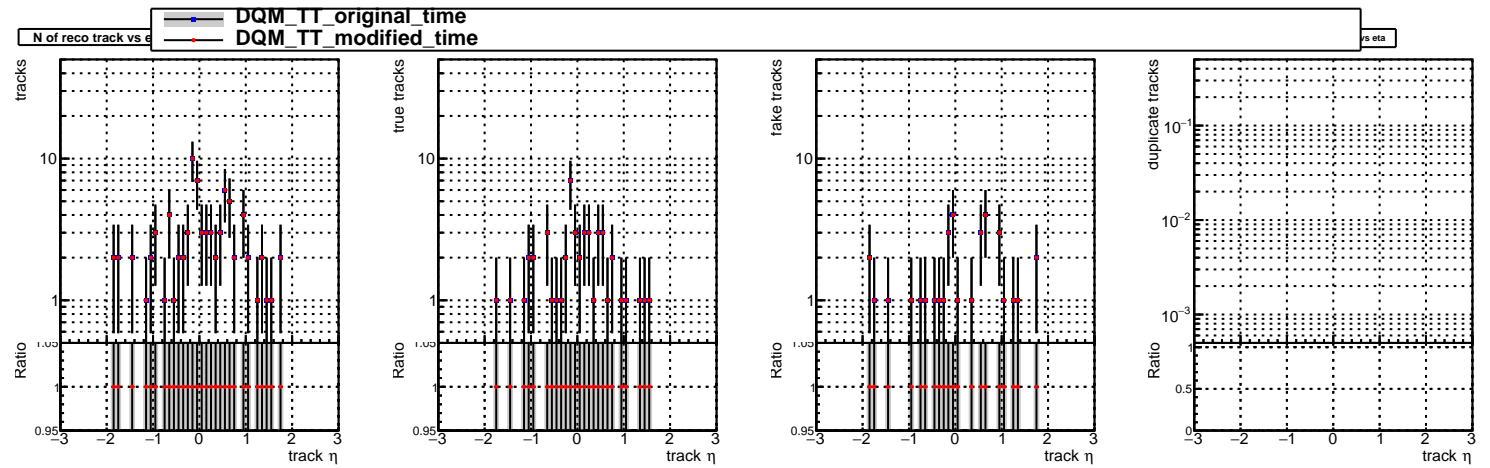 DQM_TT_original_time
DQM_TT_modified_time
N of reco track vs e
vs eta
tracks
10
1
Ratio
1.05
1
0.95
−3 −2 −1 0 1 2 3
track η
true tracks
10
1
Ratio
1.05
1
0.95
−3 −2 −1 0 1 2 3
track η
fake tracks
10
1
Ratio
1.05
1
0.95
−3 −2 −1 0 1 2 3
track η
duplicate tracks
10−1
10−2
10−3
Ratio
1
0.5
0
−3 −2 −1 0 1 2 3
track η